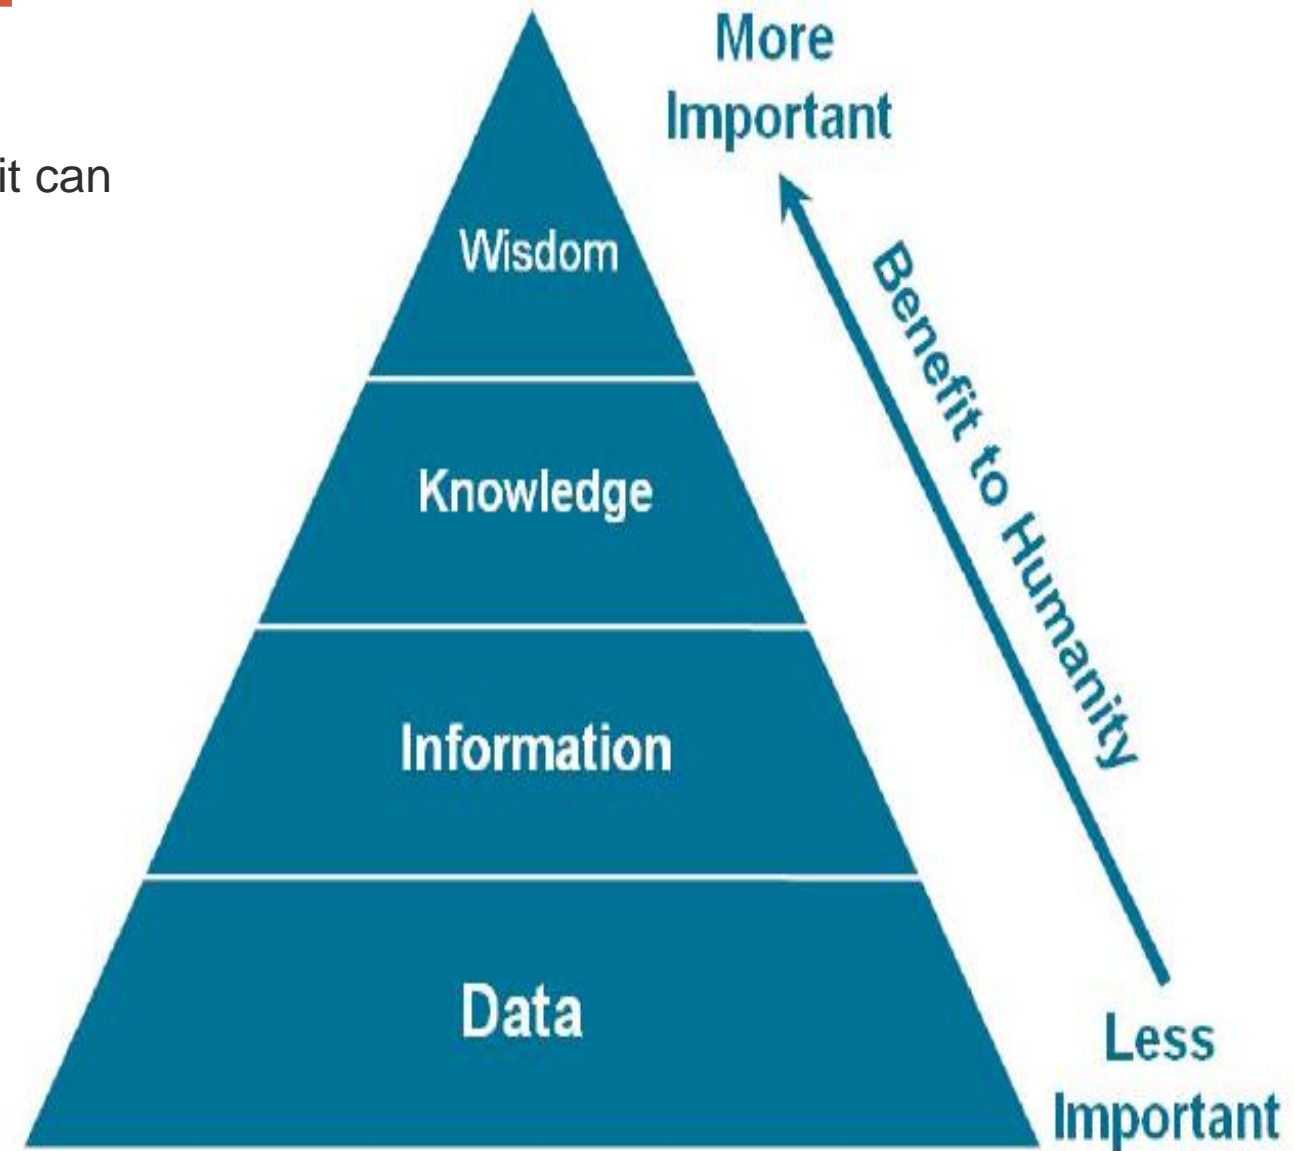 More
Important
it can
Wisdom
Benefit to Humanity
Knowledge
Information
Data
Less
Important